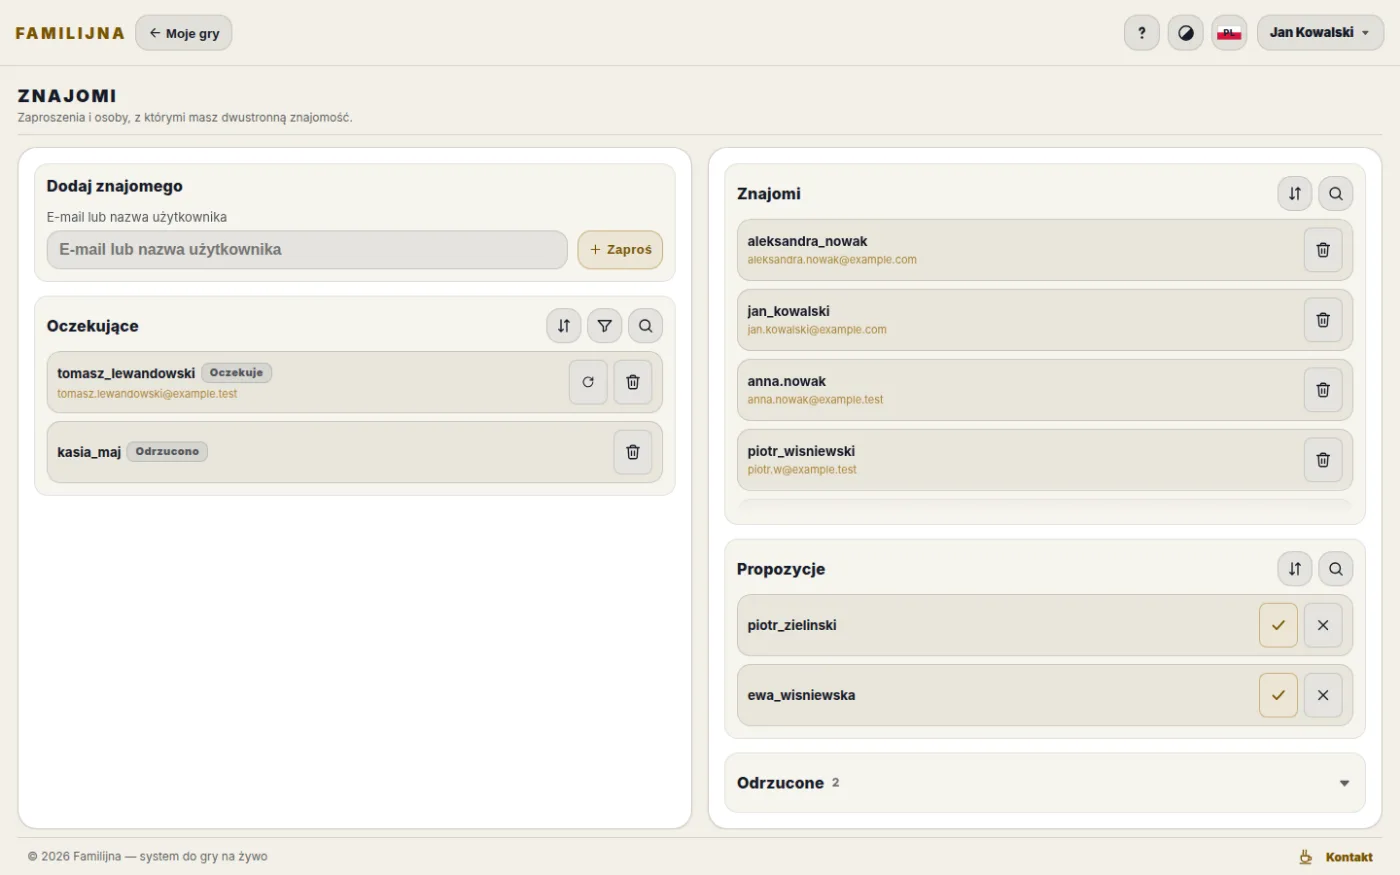 FAMILIJNA
← Moje gry
?
PL
Jan Kowalski
ZNAJOMI
Zaproszenia i osoby, z którymi masz dwustronną znajomość.
Dodaj znajomego
E-mail lub nazwa użytkownika
E-mail lub nazwa użytkownika
+ Zaproś
Oczekujące
tomasz_lewandowski Oczekuje
tomasz.lewandowski@example.test
kasia_maj Odrzucono
Znajomi
aleksandra_nowak
aleksandra.nowak@example.com
jan_kowalski
jan.kowalski@example.com
anna.nowak
anna.nowak@example.test
piotr_wisniewski
piotr.w@example.test
Propozycje
piotr_zielinski
ewa_wisniewska
Odrzucone 2
© 2026 Familijna — system do gry na żywo
Kontakt